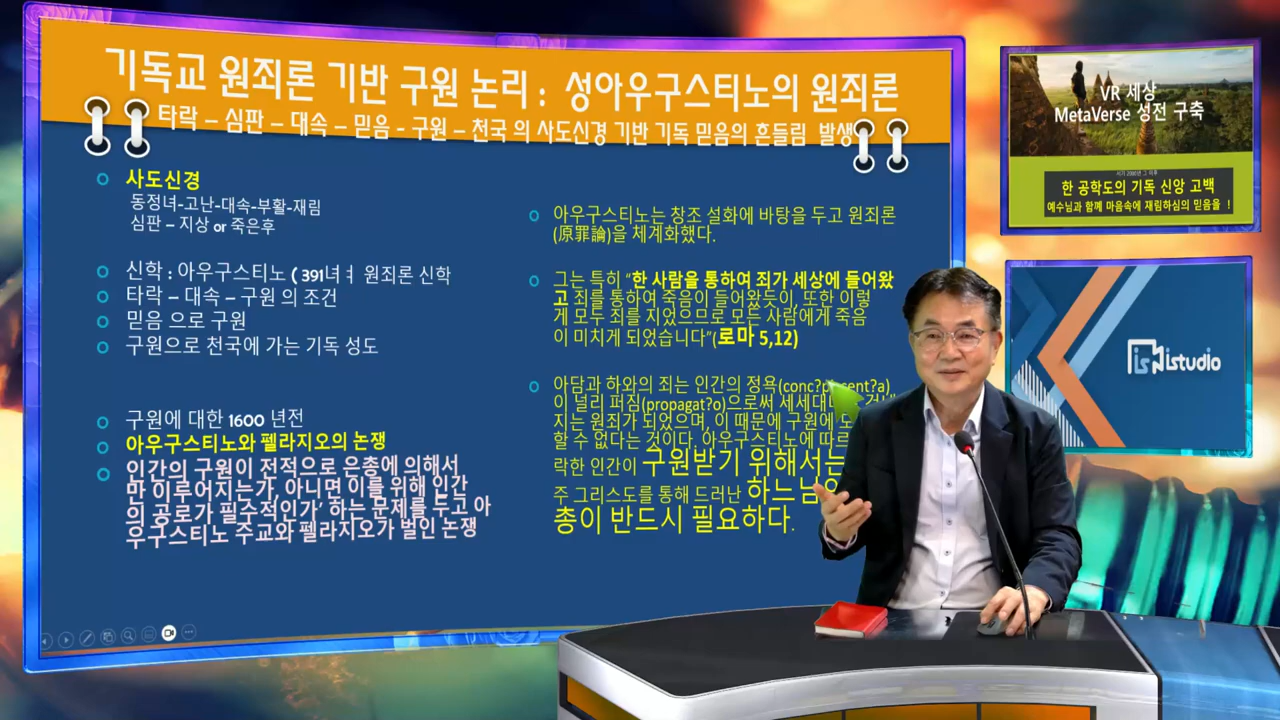 기독교 원죄론 기반 구원 논리 : 성아우구스티노의 원죄론
타락 – 심판 – 대속 – 믿음 - 구원 – 천국 의 사도신경 기반 기독 믿음의 흔들림 발생
사도신경
동정녀-고난-대속-부활-재림
심판 – 지상 or 죽은후
신학 : 아우구스티노 ( 391녀ㅕ 원죄론 신학
타락 – 대속 – 구원 의 조건
믿음 으로 구원
구원으로 천국에 가는 기독 성도
구원에 대한 1600 년전
아우구스티노와 펠라지오의 논쟁
인간의 구원이 전적으로 은총에 의해서
만 이루어지는가, 아니면 이를 위해 인간
의 공로가 필수적인가’ 하는 문제를 두고 아
우구스티노 주교와 펠라지오가 벌인 논쟁
아우구스티노는 창조 설화에 바탕을 두고 원죄론
(原罪論)을 체계화했다.
그는 특히 “한 사람을 통하여 죄가 세상에 들어왔
고 죄를 통하여 죽음이 들어왔듯이, 또한 이렇
게 모두 죄를 지었으므로 모든 사람에게 죽음
이 미치게 되었습니다”(로마 5,12)
아담과 하와의 죄는 인간의 정욕
이 널리 퍼짐(propagat?o)으로써 세세대
지는 원죄가 되었으며, 이 때문에 구원에
할 수 없다는 것이다. 아우구스티노에 따르
락한 인간이 구원받기 위해서는
주 그리스도를 통해 드러난 하느님
총이 반드시 필요하다.
VR 세상
MetaVerse 성전 구축
한 공학도의 기독 신앙 고백
예수님과 함께 마음속에 재림하심의 믿음을 !
is istudio